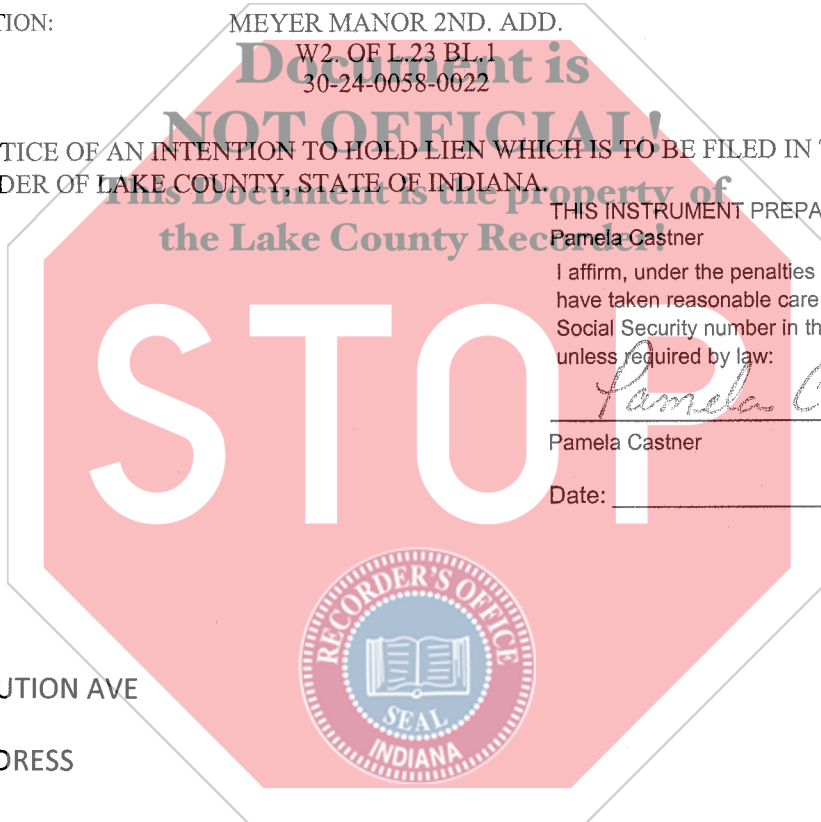 TION: MEYER MANOR 2ND. ADD.
W2. OF L.23 BL.1
30-24-0058-0022
Document is
NOT OFFICIAL!
This Document is the property of
the Lake County Recorder!
TICE OF AN INTENTION TO HOLD LIEN WHICH IS TO BE FILED IN
DER OF LAKE COUNTY, STATE OF INDIANA.
THIS INSTRUMENT PREPA
Pamela Castner
I affirm, under the penalties
have taken reasonable care
Social Security number in th
unless required by law:
Pamela C
Pamela Castner
Date:
STOP
RECORDER'S OFFICE
SEAL
INDIANA
UTION AVE
DRESS